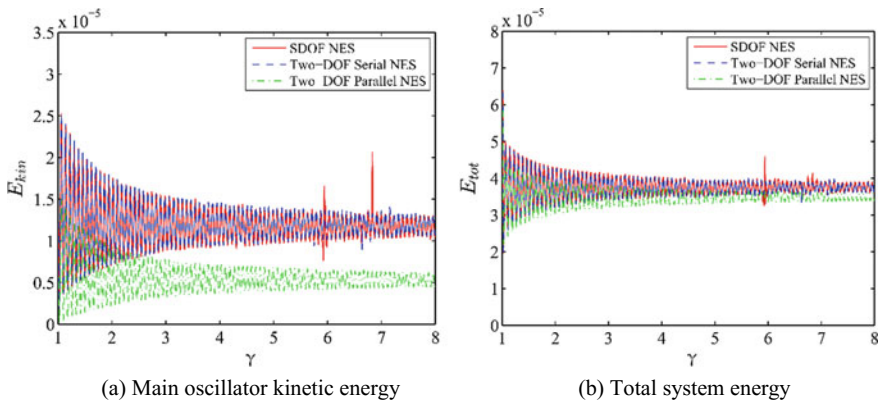 x 10⁻⁵
3.5
3
2.5
2
1.5
1
0.5
0
E_kin
SDOF NES
Two-DOF Serial NES
Two DOF Parallel NES
1 2 3 4 5 6 7 8
γ
(a) Main oscillator kinetic energy
x 10⁻⁵
8
7
6
5
4
3
2
1
0
E_tot
SDOF NES
Two-DOF Serial NES
Two-DOF Parallel NES
1 2 3 4 5 6 7 8
γ
(b) Total system energy